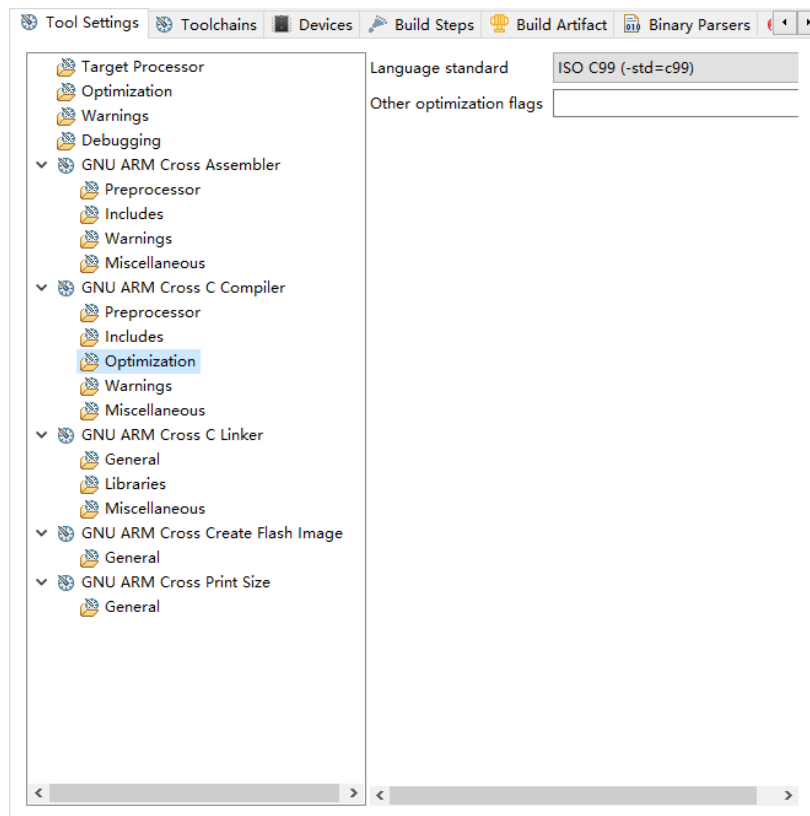 Tool Settings Toolchains Devices Build Steps Build Artifact Binary Parsers
Target Processor
Optimization
Warnings
Debugging
GNU ARM Cross Assembler
Preprocessor
Includes
Warnings
Miscellaneous
GNU ARM Cross C Compiler
Preprocessor
Includes
Optimization
Warnings
Miscellaneous
GNU ARM Cross C Linker
General
Libraries
Miscellaneous
GNU ARM Cross Create Flash Image
General
GNU ARM Cross Print Size
General
Language standard ISO C99 (-std=c99)
Other optimization flags